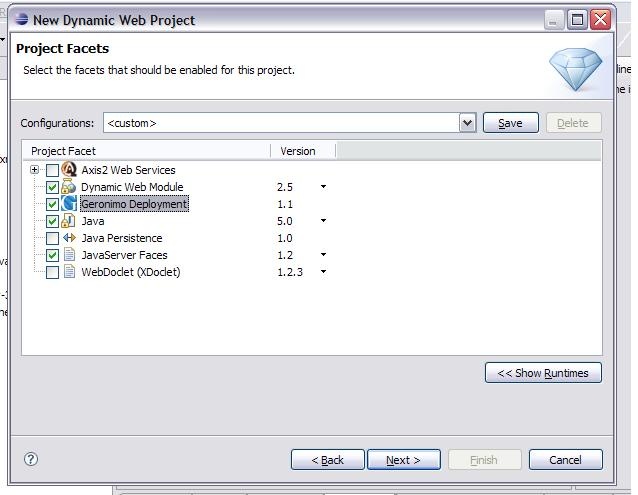 New Dynamic Web Project
Project Facets
Select the facets that should be enabled for this project.
Configurations: <custom> Save Delete
Project Facet Version
Axis2 Web Services
Dynamic Web Module 2.5
Geronimo Deployment 1.1
Java 5.0
Java Persistence 1.0
JavaServer Faces 1.2
WebDoclet (XDoclet) 1.2.3
<< Show Runtimes
? < Back Next > Finish Cancel